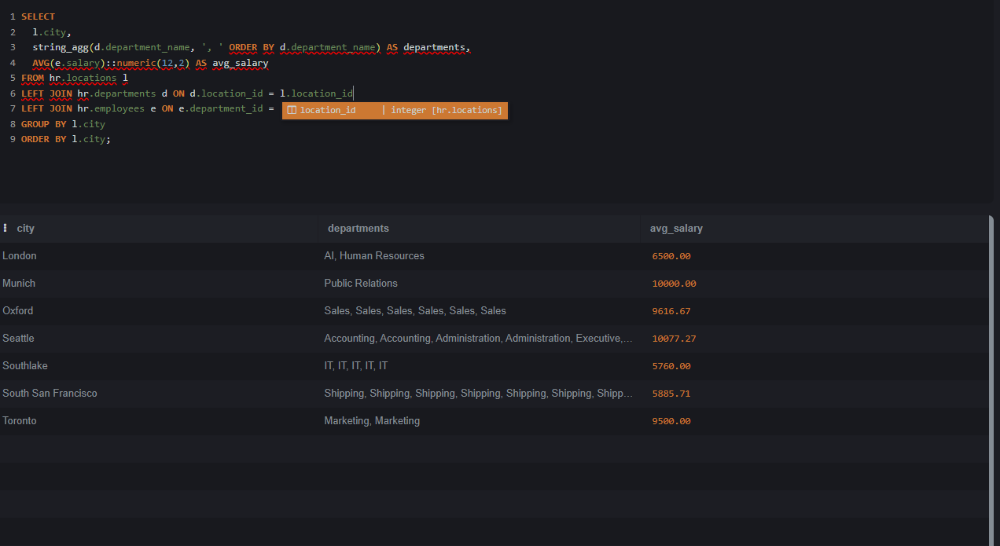 1 SELECT
2 l.city,
3 string_agg(d.department_name, ', ' ORDER BY d.department_name) AS departments,
4 AVG(e.salary)::numeric(12,2) AS avg_salary
5 FROM hr.locations l
6 LEFT JOIN hr.departments d ON d.location_id = l.location_id
7 LEFT JOIN hr.employees e ON e.department_id =
location_id | integer [hr.locations]
8 GROUP BY l.city
9 ORDER BY l.city;
city departments avg_salary
London AI, Human Resources 6500.00
Munich Public Relations 10000.00
Oxford Sales, Sales, Sales, Sales, Sales, Sales 9616.67
Seattle Accounting, Accounting, Administration, Administration, Executive,... 10077.27
Southlake IT, IT, IT, IT, IT 5760.00
South San Francisco Shipping, Shipping, Shipping, Shipping, Shipping, Shipping, Shipp... 5885.71
Toronto Marketing, Marketing 9500.00